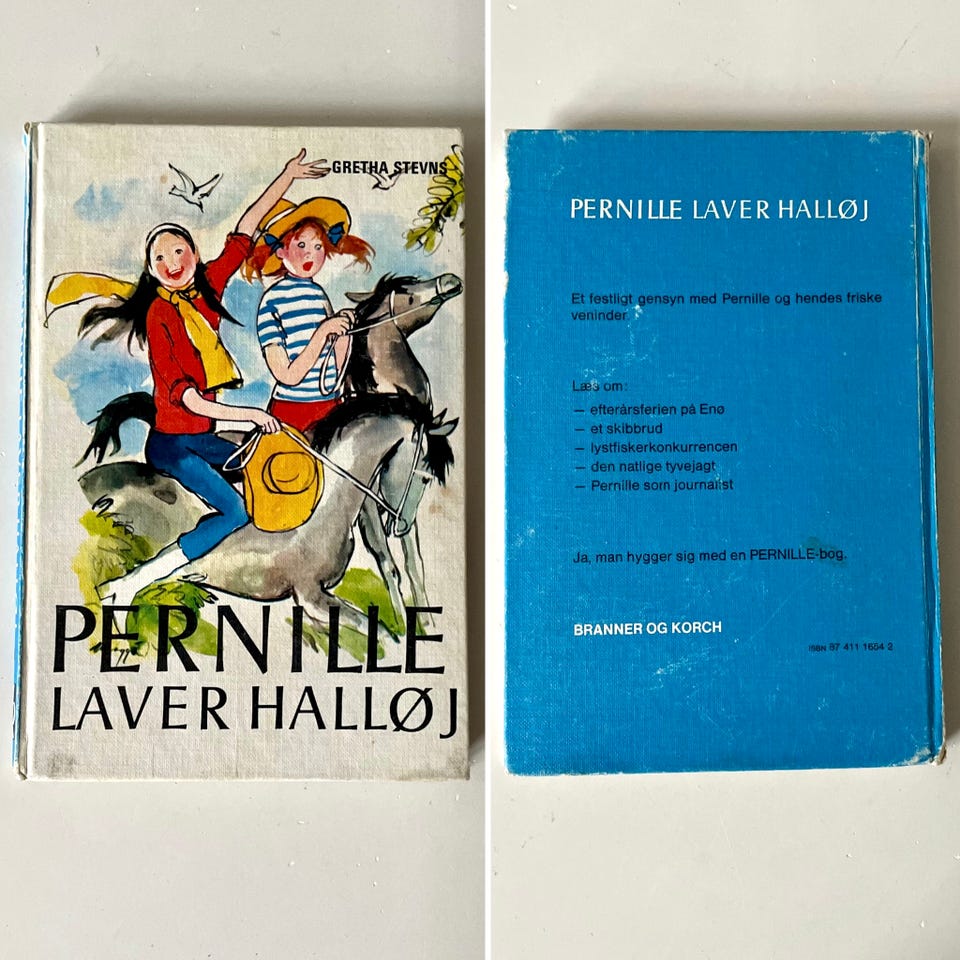 GRETHA STEVNS
PERNILLE
LAVER HALLØJ
PERNILLE LAVER HALLØJ
Et festligt gensyn med Pernille og hendes friske
veninder
Læs om:
— efterårsferien på Enø
— et skibbrud
— lystfiskerkonkurrencen
— den natlige tyvejagt
— Pernille som journalist
Ja, man hygger sig med en PERNILLE-bog.
BRANNER OG KORCH
ISBN 87 411 1654 2